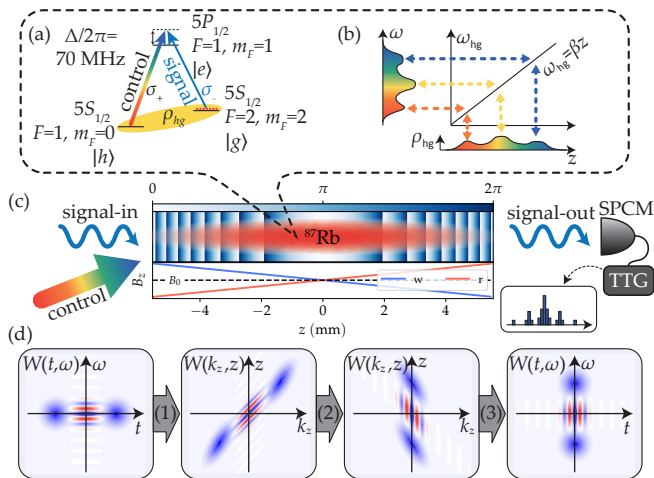 (a)
Δ/2π=
70 MHz
5P1/2
F=1, mF=1
|e⟩
control
signal
σ+
σ-
5S1/2
F=1, mF=0
|h⟩
ρhg
5S1/2
F=2, mF=2
|g⟩
(b)
ω
ωhg
ωhg=βz
ρhg
z
(c)
signal-in
control
0
π
2π
87Rb
Bz
B0
w
r
−4
−2
0
2
4
z (mm)
signal-out
SPCM
TTG
(d)
W(t,ω)
ω
t
(1)
W(kz,z)
z
kz
(2)
W(kz,z)
z
kz
(3)
W(t,ω)
ω
t